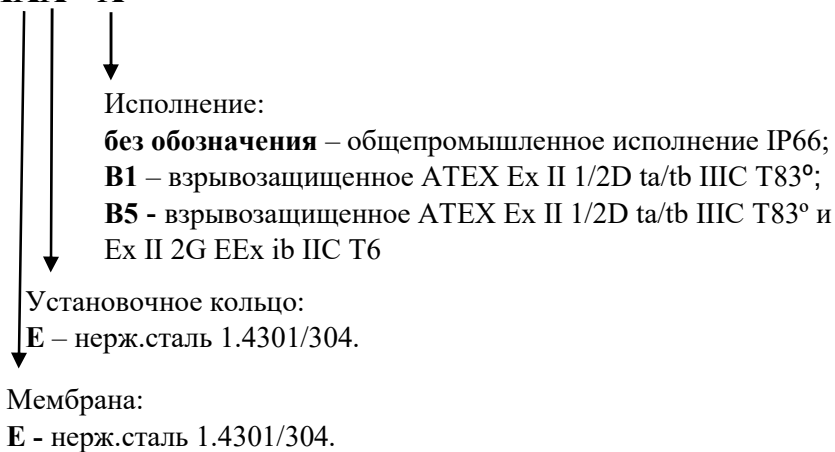 Исполнение:
без обозначения – общепромышленное исполнение IP66;
B1 – взрывозащищенное ATEX Ex II 1/2D ta/tb IIIC T83º;
B5 - взрывозащищенное ATEX Ex II 1/2D ta/tb IIIC T83º и
Ex II 2G EEx ib IIC T6
Установочное кольцо:
E – нерж.сталь 1.4301/304.
Мембрана:
E - нерж.сталь 1.4301/304.